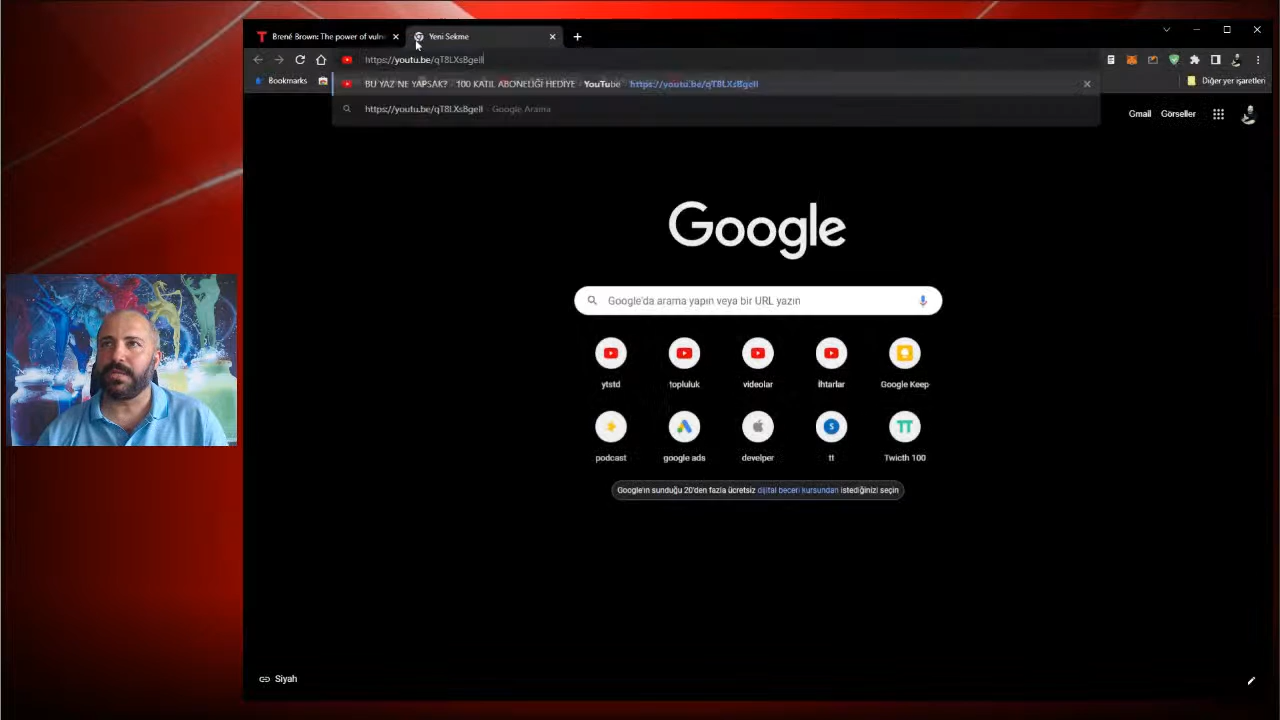 Brené Brown: The power of vulne
Yeni Sekme
https://youtu.be/qT8LXsBgeII
Bookmarks
BU YAZ NE YAPSAK? - 100 KATIL ABONELİĞİ HEDİYE - YouTube https://youtu.be/qT8LXsBgeII
Diğer yer işaretleri
https://youtu.be/qT8LXsBgeII - Google Arama
Gmail Görseller
Google
Google'da arama yapın veya bir URL yazın
ytstd topluluk videolar İhtarlar Google Keep
podcast google ads develper tt Twicth 100
Google'ın sunduğu 20'den fazla ücretsiz dijital beceri kursundan istediğinizi seçin
Siyah